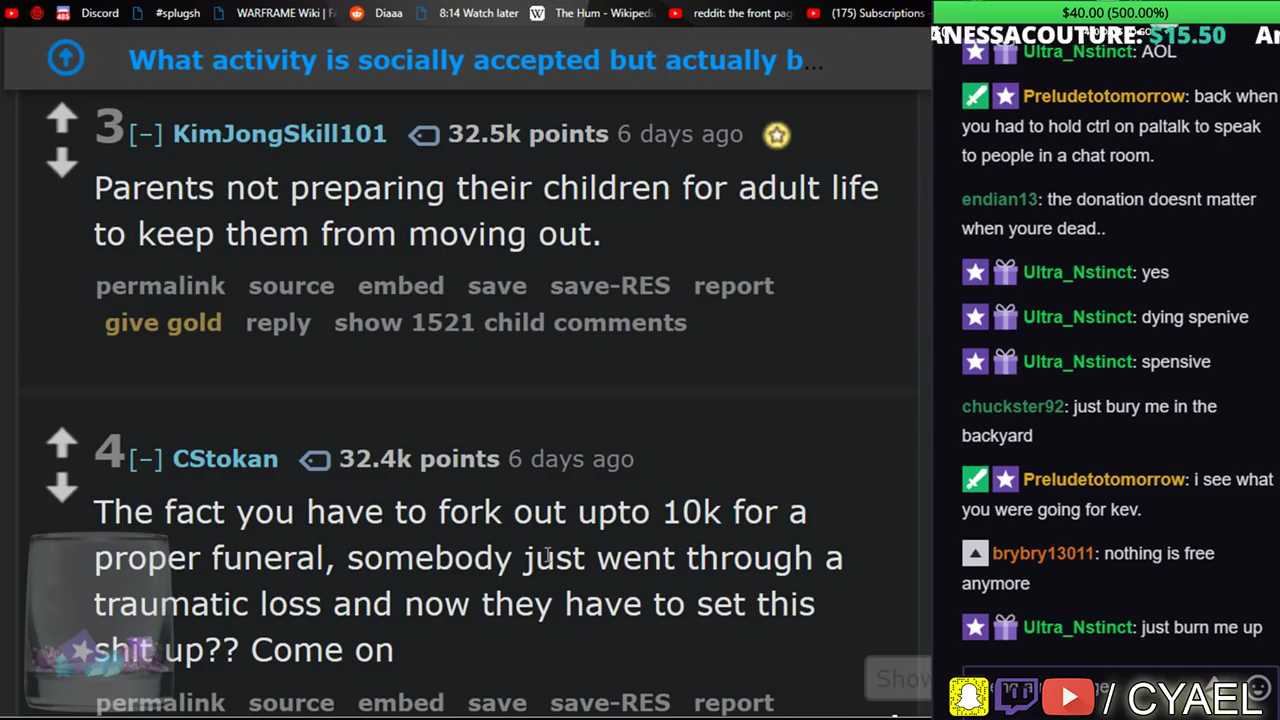 #splugsh
Discord
WARFRAME Wiki | FA
Diaaa
8:14 Watch later
The Hum - Wikipedi
reddit: the front pag
(175) Subscriptions -
What activity is socially accepted but actually b...
3 [-] KimJongSkill101 32.5k points 6 days ago
Parents not preparing their children for adult life
to keep them from moving out.
permalink source embed save save-RES report
give gold reply show 1521 child comments
4 [-] CStokan 32.4k points 6 days ago
The fact you have to fork out upto 10k for a
proper funeral, somebody just went through a
traumatic loss and now they have to set this
shit up?? Come on
permalink source embed save save-RES report
$40.00 (500.00%)
ANESSACOUTURE: $15.50
Ultra_Nstinct: AOL
Preludetotomorrow: back when
you had to hold ctrl on paltalk to speak
to people in a chat room.
endian13: the donation doesnt matter
when youre dead..
Ultra_Nstinct: yes
Ultra_Nstinct: dying spenive
Ultra_Nstinct: spensive
chuckster92: just bury me in the
backyard
Preludetotomorrow: i see what
you were going for kev.
brybry13011: nothing is free
anymore
Ultra_Nstinct: just burn me up
/ CYAEL